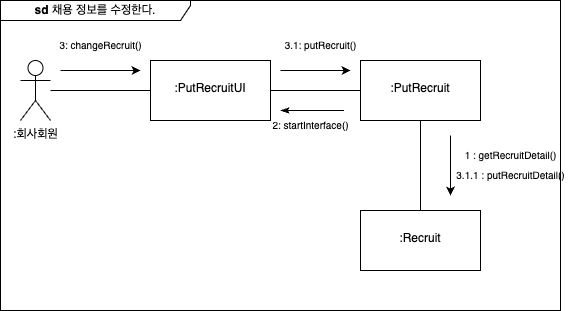 sd 채용 정보를 수정한다.
3: changeRecruit()
3.1: putRecruit()
:PutRecruitUI
:PutRecruit
2: startInterface()
:회사회원
1 : getRecruitDetail()
3.1.1 : putRecruitDetail()
:Recruit